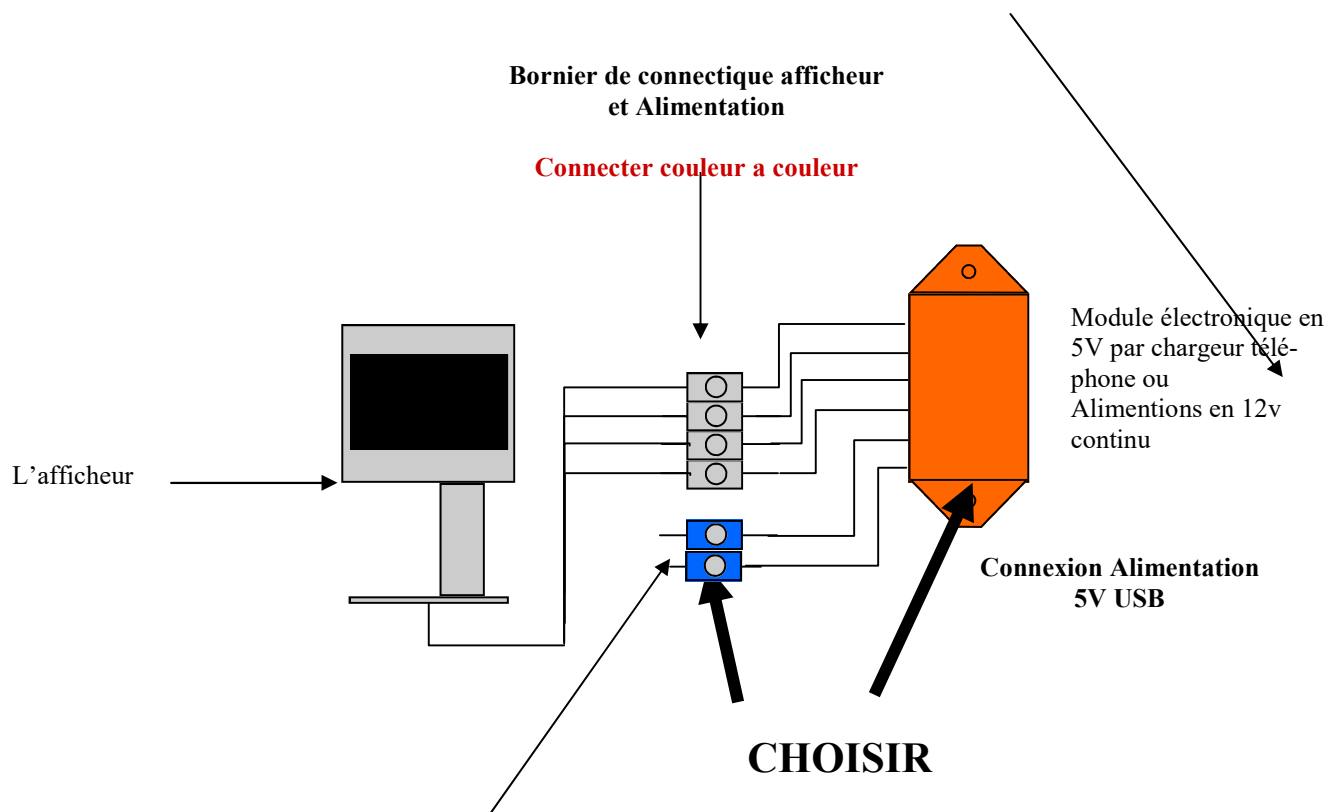 Bornier de connectique afficheur
et Alimentation
Connecter couleur a couleur
Module électronique en
5V par chargeur télé-
phone ou
Alimentions en 12v
continu
L’afficheur
Connexion Alimentation
5V USB
CHOISIR